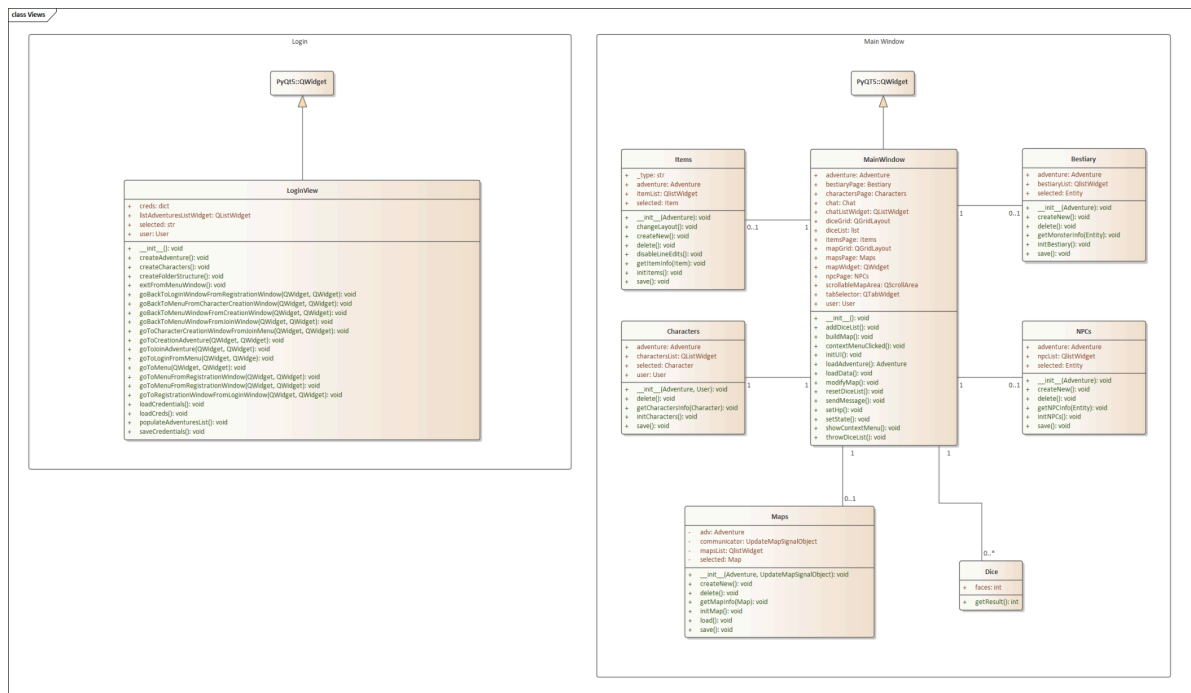 class Views
Login
PyQt5::QWidget
LoginView
+ creds: dict
+ listAdventuresListWidget: QListWidget
+ selected: str
+ user: User
+ __init__(): void
+ createAdventure(): void
+ createCharacters(): void
+ createFolderStructure(): void
+ exitFromMenuWindow(): void
+ goBackToLoginWindowFromRegistrationWindow(QWidget, QWidget): void
+ goBackToMenuFromCharacterCreationWindow(QWidget, QWidget): void
+ goBackToMenuWindowFromCreationWindow(QWidget, QWidget): void
+ goBackToMenuWindowFromJoinWindow(QWidget, QWidget): void
+ goToCharacterCreationWindowFromJoinMenu(QWidget, QWidget): void
+ goToCreationAdventure(QWidget, QWidget): void
+ goToJoinAdventure(QWidget, QWidget): void
+ goToLoginFromMenu(QWidget, QWidge): void
+ goToMenu(QWidget, QWidget): void
+ goToMenuFromRegistrationWindow(QWidget, QWidget): void
+ goToMenuFromRegistrationWindow(QWidget, QWidget): void
+ goToRegistrationWindowFromLoginWindow(QWidget, QWidget): void
+ loadCredentials(): void
+ loadCreds(): void
+ populateAdventuresList(): void
+ saveCredentials(): void
Main Window
PyQT5::QWidget
Items
+ _type: str
+ adventure: Adventure
+ itemList: QlistWidget
+ selected: Item
+ __init__(Adventure): void
+ changeLayout(): void
+ createNew(): void
+ delete(): void
+ disableLineEdits(): void
+ getItemInfo(Item): void
+ initItems(): void
+ save(): void
0..1
1
MainWindow
+ adventure: Adventure
+ bestiaryPage: Bestiary
+ charactersPage: Characters
+ chat: Chat
+ chatListWidget: QListWidget
+ diceGrid: QGridLayout
+ diceList: list
+ itemsPage: Items
+ mapGrid: QGridLayout
+ mapsPage: Maps
+ mapWidget: QWidget
+ npcPage: NPCs
+ scrollableMapArea: QScrollArea
+ tabSelector: QTabWidget
+ user: User
+ __init__(): void
+ addDiceList(): void
+ buildMap(): void
+ contextMenuClicked(): void
+ initUI(): void
+ loadAdventure(): Adventure
+ loadData(): void
+ modifyMap(): void
+ resetDiceList(): void
+ sendMessage(): void
+ setHp(): void
+ setState(): void
+ showContextMenu(): void
+ throwDiceList(): void
1
0..1
Bestiary
+ adventure: Adventure
+ bestiaryList: QlistWidget
+ selected: Entity
+ __init__(Adventure): void
+ createNew(): void
+ delete(): void
+ getMonsterInfo(Entity): void
+ initBestiary(): void
+ save(): void
Characters
+ adventure: Adventure
+ chartersList: QListWidget
+ selected: Character
+ user: User
+ __init__(Adventure, User): void
+ delete(): void
+ getChartersInfo(Character): void
+ initCharacters(): void
+ save(): void
1
1
1
0..1
NPCs
+ adventure: Adventure
+ npcList: QlistWidget
+ selected: Entity
+ __init__(Adventure): void
+ createNew(): void
+ delete(): void
+ getNPCInfo(Entity): void
+ initNPCs(): void
+ save(): void
1
0..1
1
0..*
Maps
- adv: Adventure
- communicator: UpdateMapSignalObject
- mapsList: QlistWidget
- selected: Map
+ __init__(Adventure, UpdateMapSignalObject): void
+ createNew(): void
+ delete(): void
+ getMapInfo(Map): void
+ initMap(): void
+ load(): void
+ save(): void
Dice
+ faces: int
+ getResult(): int